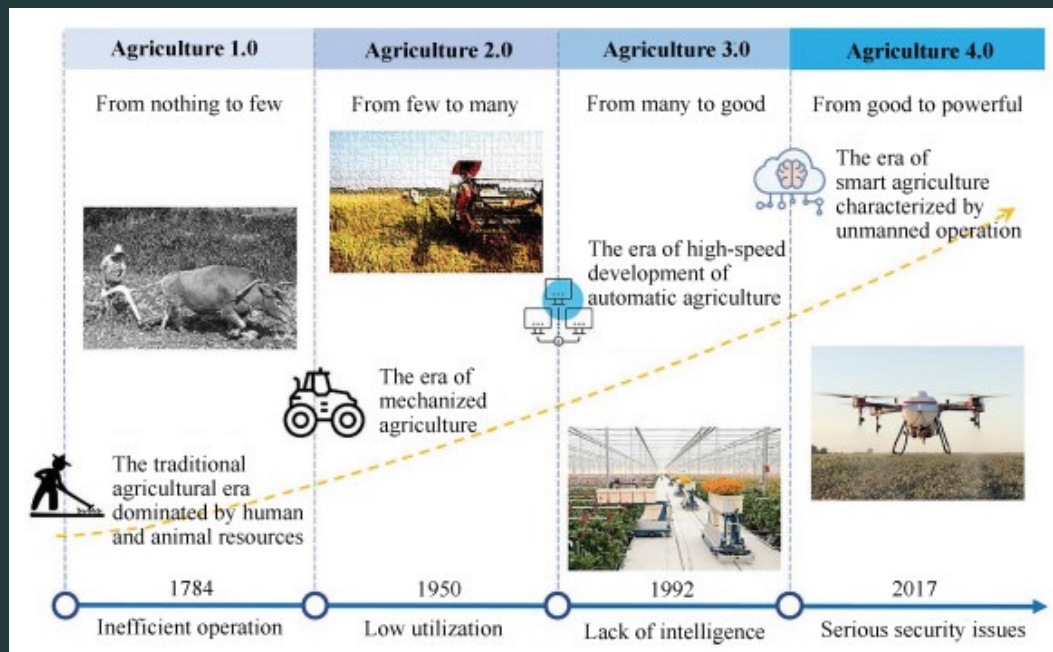 Agriculture 1.0
Agriculture 2.0
Agriculture 3.0
Agriculture 4.0
From nothing to few
From few to many
From many to good
From good to powerful
The traditional
agricultural era
dominated by human
and animal resources
The era of
mechanized
agriculture
The era of high-speed
development of
automatic agriculture
The era of
smart agriculture
characterized by
unmanned operation
1784
1950
1992
2017
Inefficient operation
Low utilization
Lack of intelligence
Serious security issues